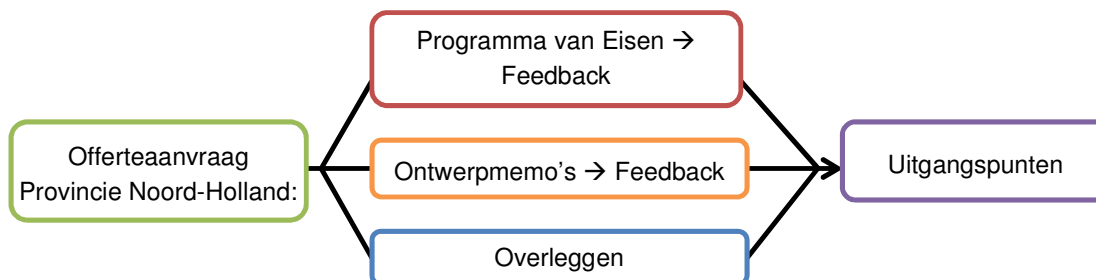 Programma van Eisen →
Feedback
Offerteaanvraag
Provincie Noord-Holland:
Ontwerpmemo's → Feedback
Uitgangspunten
Overleggen